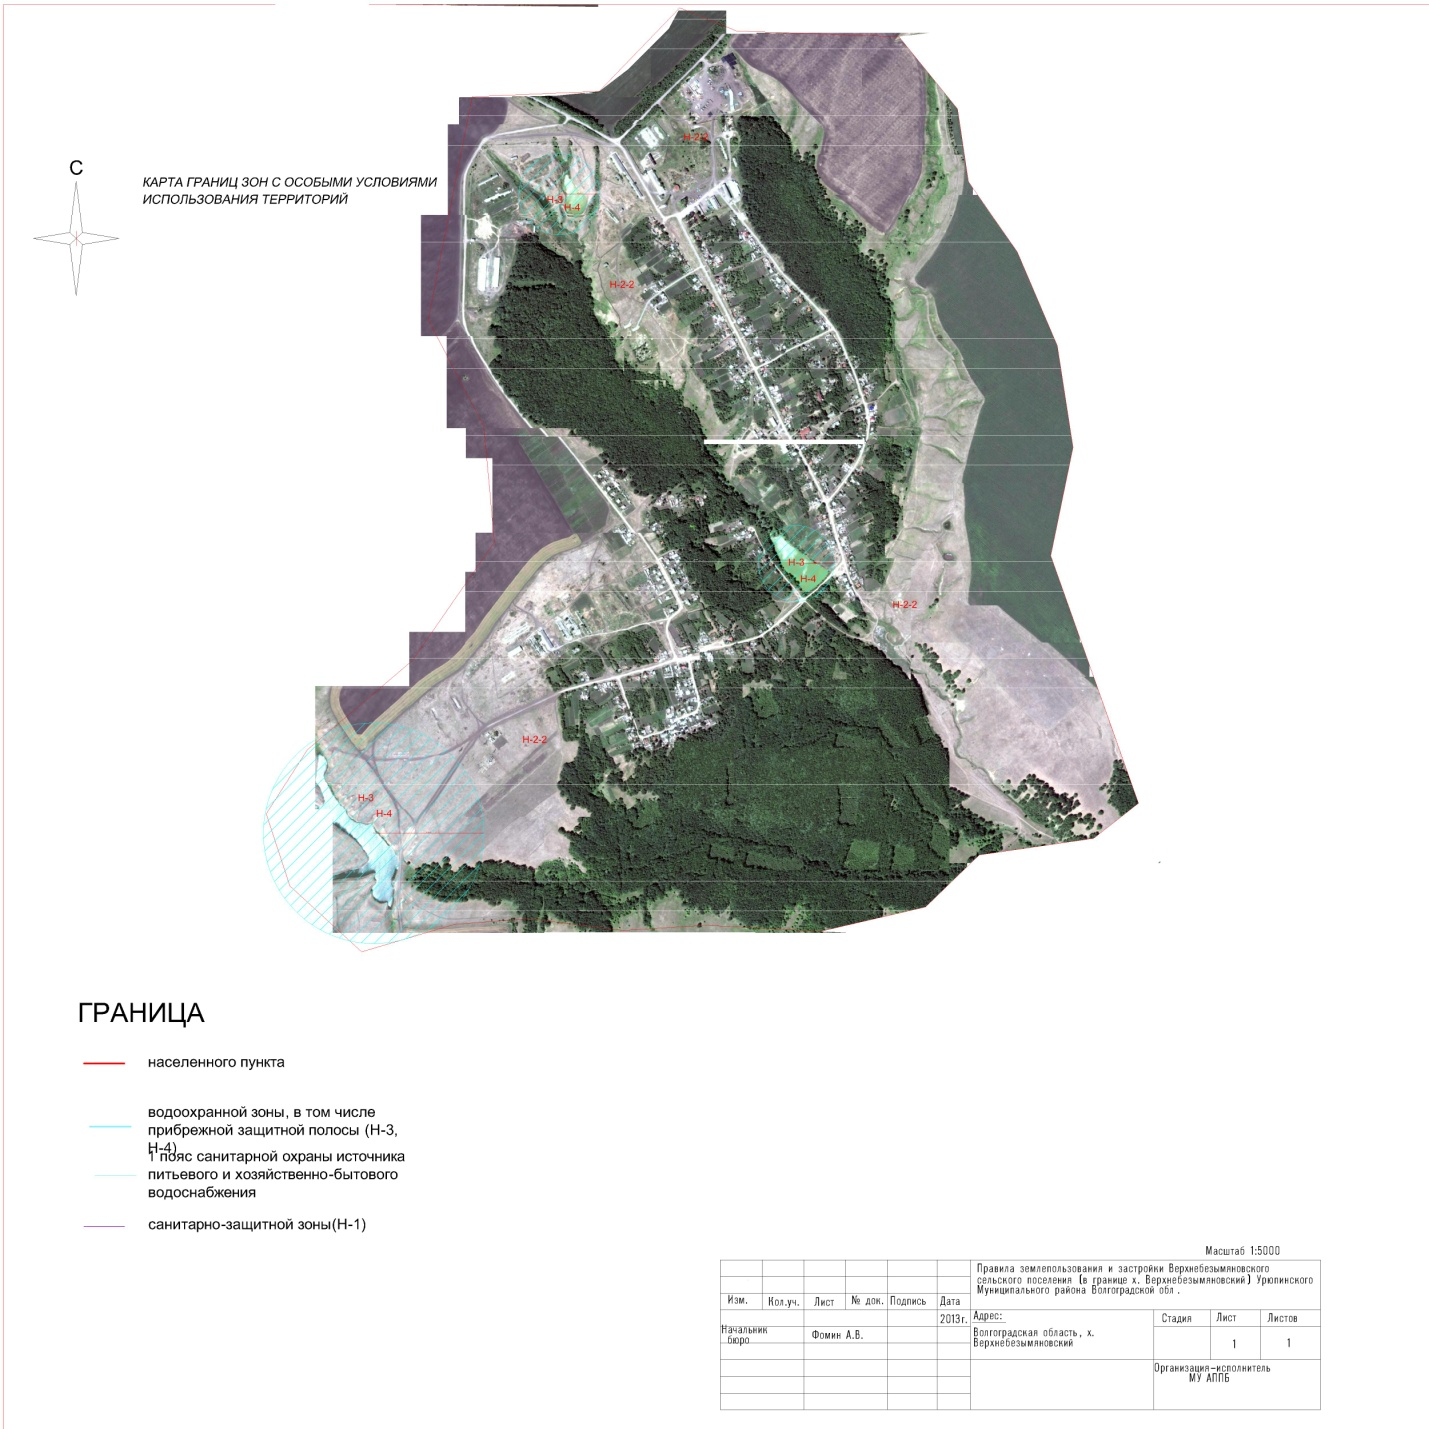 С
КАРТА ГРАНИЦ ЗОН С ОСОБЫМИ УСЛОВИЯМИ
ИСПОЛЬЗОВАНИЯ ТЕРРИТОРИЙ
Н-2-2
Н-3
Н-4
Н-2-2
Н-3
Н-4
Н-2-2
Н-2-2
Н-3
Н-4
ГРАНИЦА
населенного пункта
водоохранной зоны, в том числе
прибрежной защитной полосы (Н-3,
Н-4)
1 пояс санитарной охраны источника
питьевого и хозяйственно-бытового
водоснабжения
санитарно-защитной зоны(Н-1)
Масштаб 1:5000
Правила землепользования и застройки Верхнебезымяновского
сельского поселения (в границе х. Верхнебезымяновский) Урюпинского
Муниципального района Волгоградской обл .
Изм. Кол.уч. Лист № док. Подпись Дата
2013г. Адрес: Стадия Лист Листов
Начальник
бюро Фомин А.В.
Волгоградская область, х.
Верхнебезымяновский
1 1
Организация-исполнитель
МУ АППБ